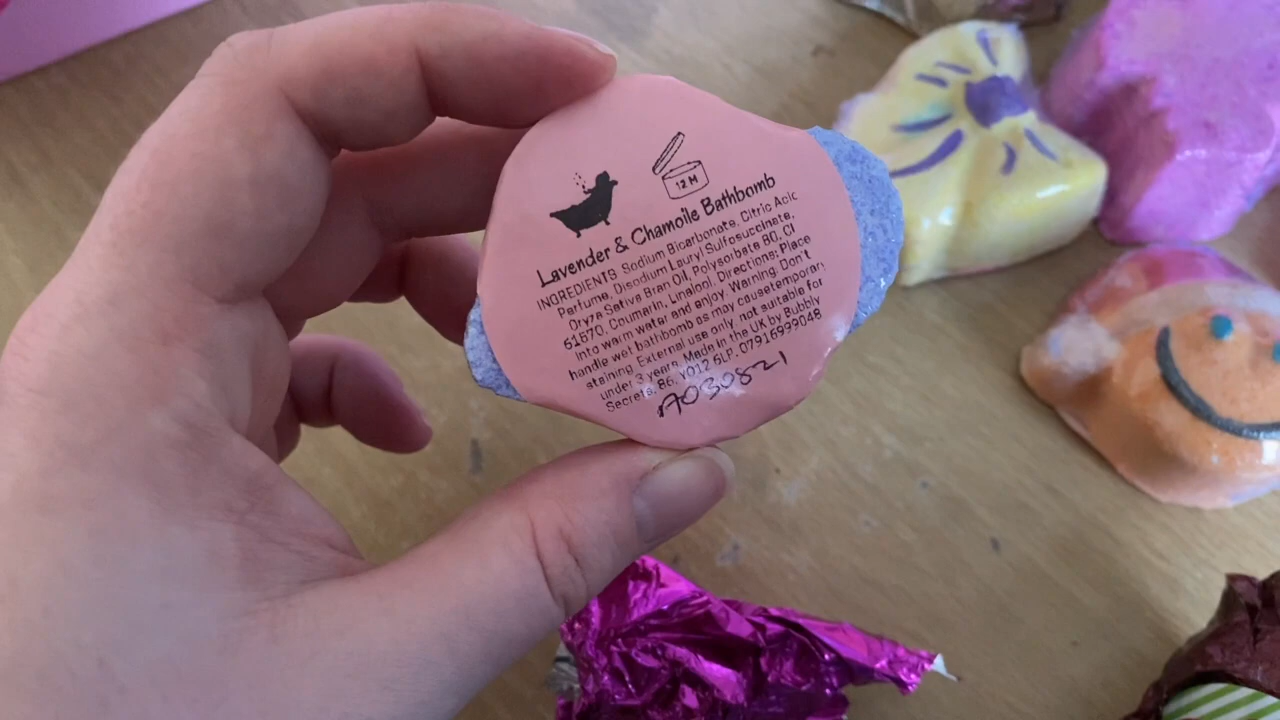 12 M
Lavender & Chamoile Bathbomb
INGREDIENTS Sodium Bicarbonate, Citric Acid
Perfume, Disodium Lauryl Sulfosuccinate,
Oryza Sativa Bran Oil, Polysorbate 80, CI
61570, Coumarin, Linalool. Directions: Place
into warm water and enjoy. Warning. Don't
handle wet bathbomb as may cause temporary
staining. External use only, not suitable for
under 3 years. Made in the UK by Bubbly
Secrets, 86, YO12 6LP. 07916999048
A030821